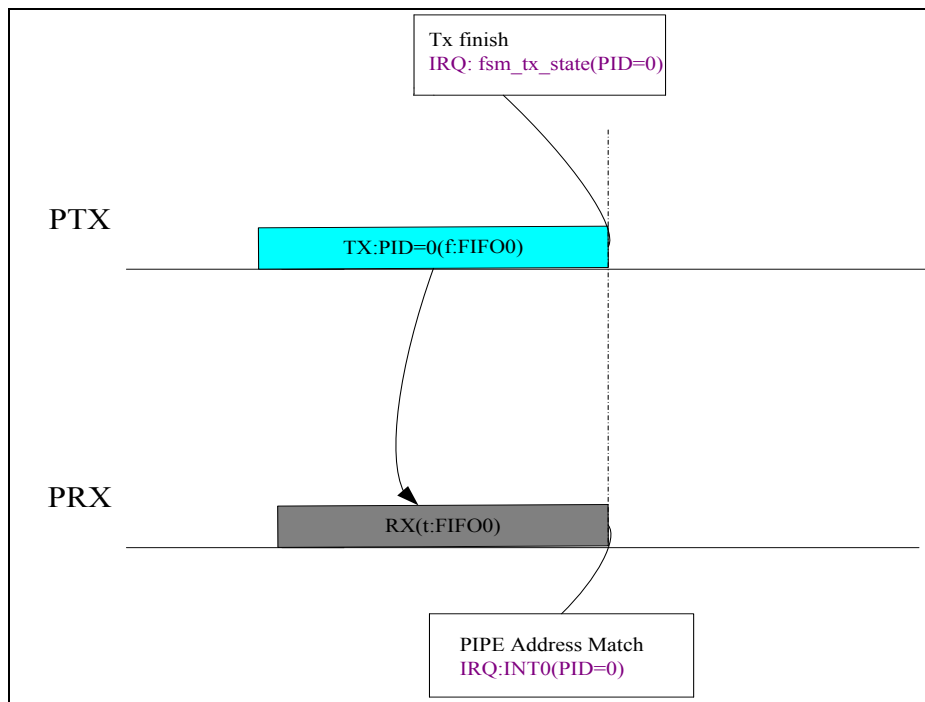 Tx finish
IRQ: fsm_tx_state(PID=0)
PTX
TX:PID=0(f:FIFO0)
PRX
RX(t:FIFO0)
PIPE Address Match
IRQ:INT0(PID=0)